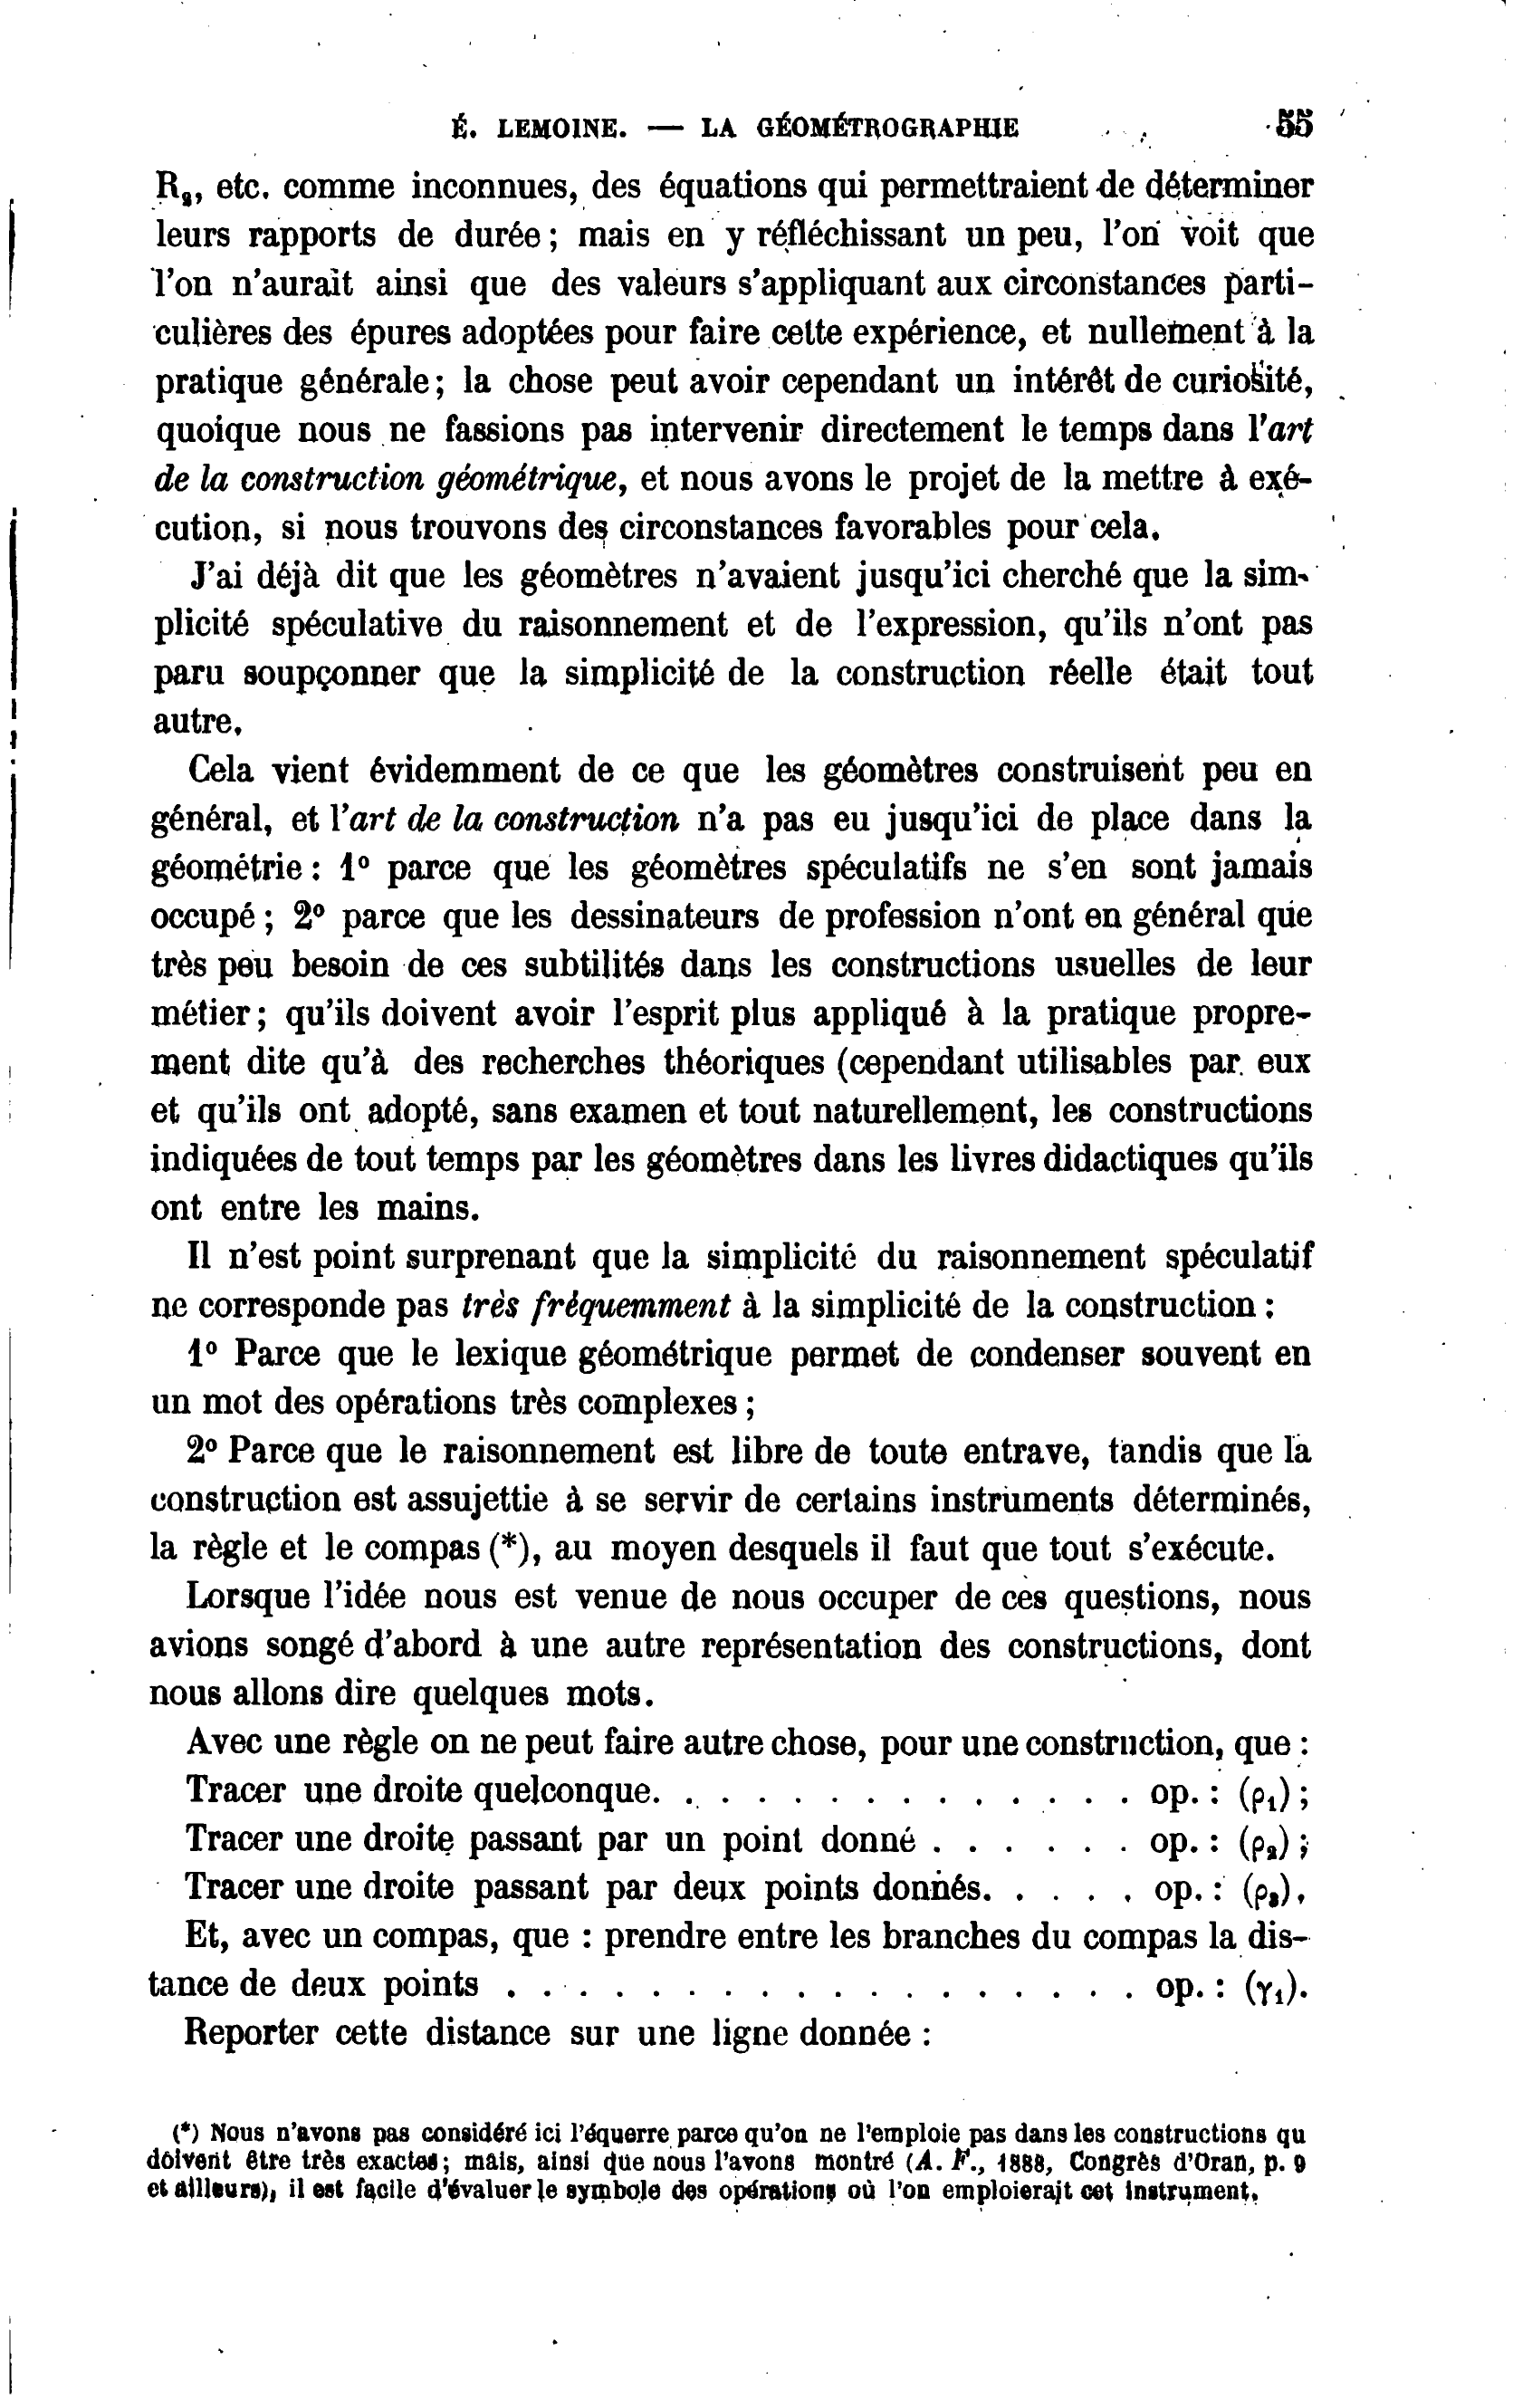 É. LEMOINE. — LA GÉOMÉTROGRAPHIE 55
R₂, etc. comme inconnues, des équations qui permettraient de déterminer
leurs rapports de durée ; mais en y réfléchissant un peu, l'on voit que
l'on n'aurait ainsi que des valeurs s'appliquant aux circonstances parti-
culières des épures adoptées pour faire cette expérience, et nullement à la
pratique générale ; la chose peut avoir cependant un intérêt de curiosité,
quoique nous ne fassions pas intervenir directement le temps dans l'art
de la construction géométrique, et nous avons le projet de la mettre à exé-
cution, si nous trouvons des circonstances favorables pour cela.
J'ai déjà dit que les géomètres n'avaient jusqu'ici cherché que la sim-
plicité spéculative du raisonnement et de l'expression, qu'ils n'ont pas
paru soupçonner que la simplicité de la construction réelle était tout
autre.
Cela vient évidemment de ce que les géomètres construisent peu en
général, et l'art de la construction n'a pas eu jusqu'ici de place dans la
géométrie : 1º parce que les géomètres spéculatifs ne s'en sont jamais
occupé ; 2º parce que les dessinateurs de profession n'ont en général que
très peu besoin de ces subtilités dans les constructions usuelles de leur
métier ; qu'ils doivent avoir l'esprit plus appliqué à la pratique propre-
ment dite qu'à des recherches théoriques (cependant utilisables par eux
et qu'ils ont adopté, sans examen et tout naturellement, les constructions
indiquées de tout temps par les géomètres dans les livres didactiques qu'ils
ont entre les mains.
Il n'est point surprenant que la simplicité du raisonnement spéculatif
ne corresponde pas très fréquemment à la simplicité de la construction :
1º Parce que le lexique géométrique permet de condenser souvent en
un mot des opérations très complexes ;
2º Parce que le raisonnement est libre de toute entrave, tandis que la
construction est assujettie à se servir de certains instruments déterminés,
la règle et le compas (*), au moyen desquels il faut que tout s'exécute.
Lorsque l'idée nous est venue de nous occuper de ces questions, nous
avions songé d'abord à une autre représentation des constructions, dont
nous allons dire quelques mots.
Avec une règle on ne peut faire autre chose, pour une construction, que :
Tracer une droite quelconque. . . . . . . . . . . . . . op. : (ρ₁) ;
Tracer une droite passant par un point donné . . . . . . op. : (ρ₂) ;
Tracer une droite passant par deux points donnés. . . . . op. : (ρ₃).
Et, avec un compas, que : prendre entre les branches du compas la dis-
tance de deux points . . . . . . . . . . . . . . . . . . op. : (γ₁).
Reporter cette distance sur une ligne donnée :
(*) Nous n'avons pas considéré ici l'équerre parce qu'on ne l'emploie pas dans les constructions qu
doivent être très exactes ; mais, ainsi que nous l'avons montré (A. F., 1888, Congrès d'Oran, p. 9
et ailleurs), il est facile d'évaluer le symbole des opérations où l'on emploierait cet instrument.